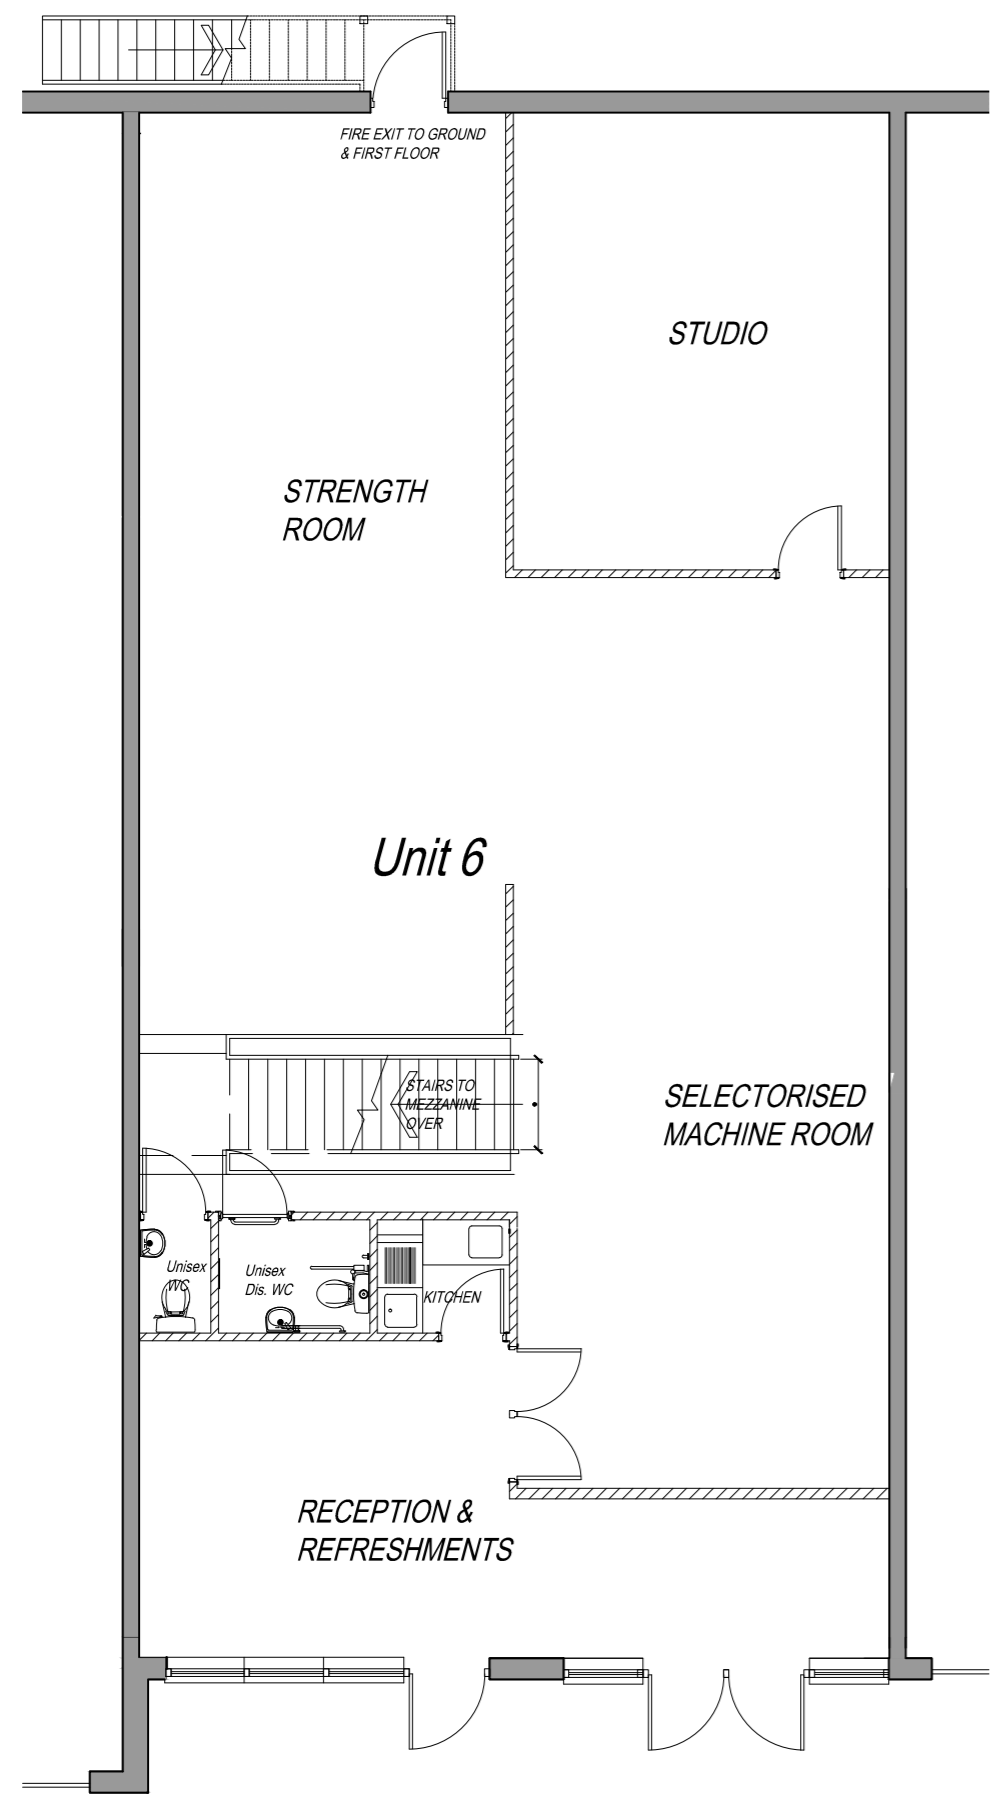 FIRE EXIT TO GROUND
& FIRST FLOOR
STUDIO
STRENGTH
ROOM
Unit 6
STAIRS TO
MEZZANINE
OVER
SELECTORISED
MACHINE ROOM
Unisex
WC
Unisex
Dis. WC
KITCHEN
RECEPTION &
REFRESHMENTS